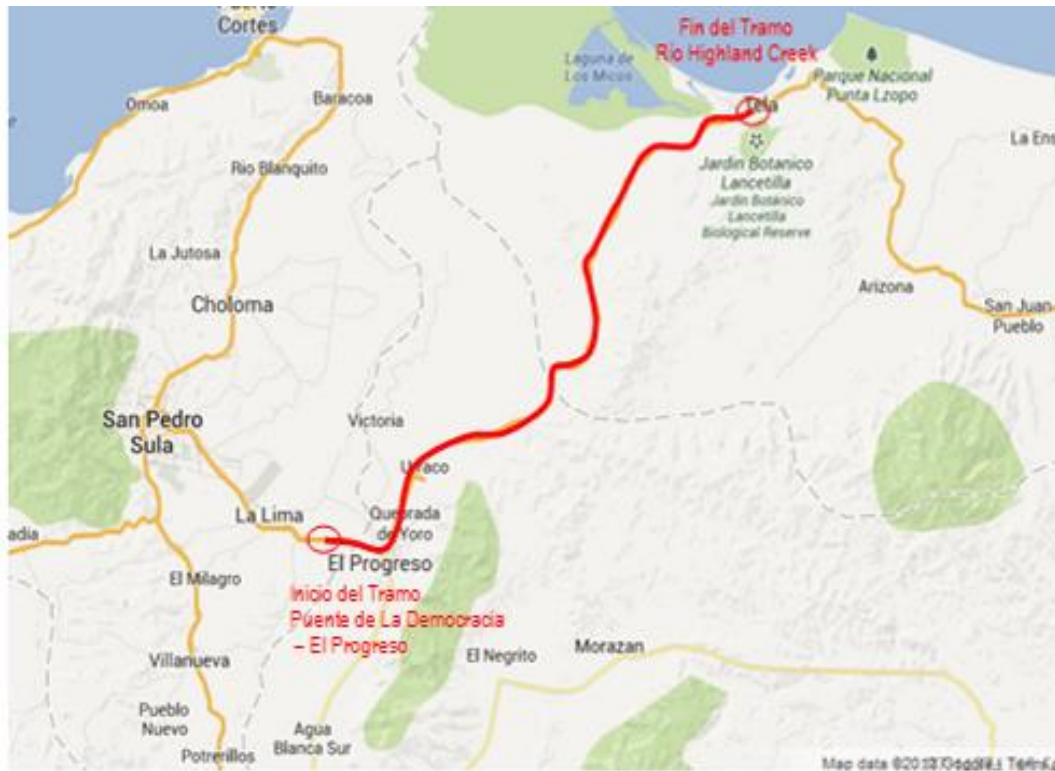 Cortes
Omoa
Baracoa
Rio Blanquito
La Jutosa
Choloma
San Pedro
Sula
Victoria
La Lima
Urraco
Quebrada
de Yoro
El Progreso
adia
El Milagro
Villanueva
Pueblo
Nuevo
Potrerillos
Agua
Blanca Sur
El Negrito
Morazan
Inicio del Tramo
Puente de La Democracia
– El Progreso
Fin del Tramo
Rio Highland Creek
Laguna de
Los Micos
Tela
Parque Nacional
Punta Lzopo
La Ens
Jardin Botanico
Lancetilla
Jardin Botánico
Lancetilla
Biological Reserve
Arizona
San Juan
Pueblo
Map data